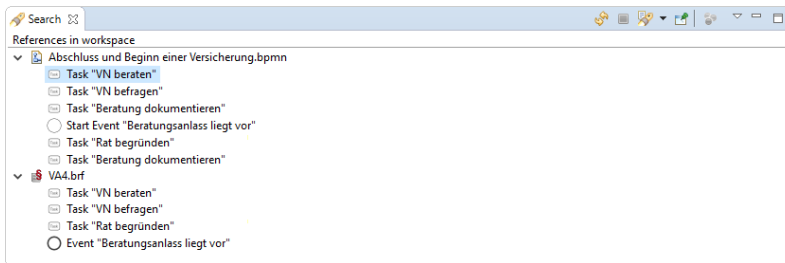 Search
References in workspace
Abschluss und Beginn einer Versicherung.bpmn
Task "VN beraten"
Task "VN befragen"
Task "Beratung dokumentieren"
Start Event "Beratungsanlass liegt vor"
Task "Rat begründen"
Task "Beratung dokumentieren"
VA4.brf
Task "VN beraten"
Task "VN befragen"
Task "Rat begründen"
Event "Beratungsanlass liegt vor"